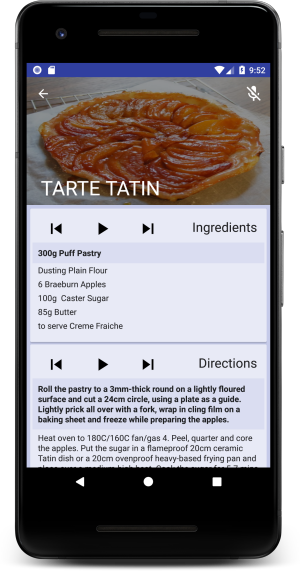 9:52
TARTE TATIN
Ingredients
300g Puff Pastry
Dusting Plain Flour
6 Braeburn Apples
100g Caster Sugar
85g Butter
to serve Creme Fraiche
Directions
Roll the pastry to a 3mm-thick round on a lightly floured
surface and cut a 24cm circle, using a plate as a guide.
Lightly prick all over with a fork, wrap in cling film on a
baking sheet and freeze while preparing the apples.
Heat oven to 180C/160C fan/gas 4. Peel, quarter and core
the apples. Put the sugar in a flameproof 20cm ceramic
Tatin dish or a 20cm ovenproof heavy-based frying pan and